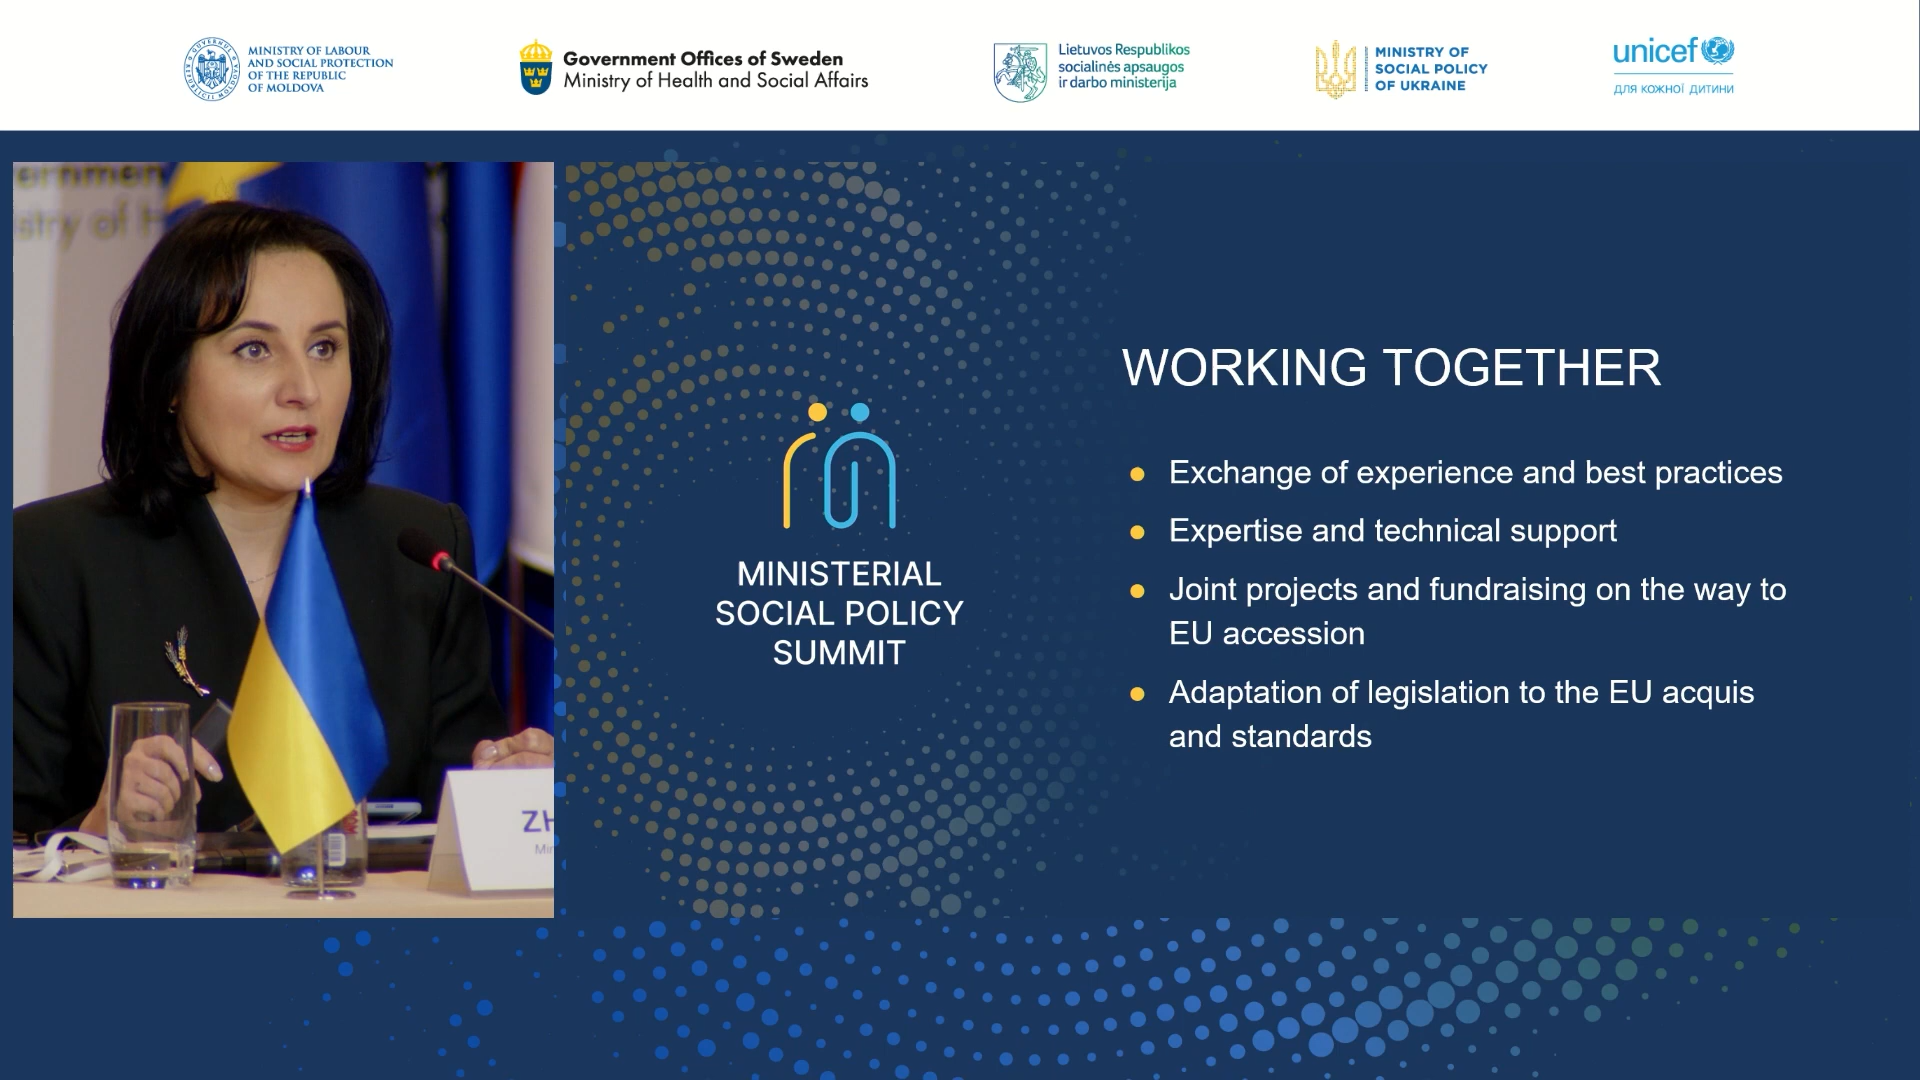 MINISTRY OF LABOUR
AND SOCIAL PROTECTION
OF THE REPUBLIC
OF MOLDOVA
Government Offices of Sweden
Ministry of Health and Social Affairs
Lietuvos Respublikos
socialinės apsaugos
ir darbo ministerija
MINISTRY OF
SOCIAL POLICY
OF UKRAINE
unicef
ДЛЯ КОЖНОЇ ДИТИНИ
MINISTERIAL
SOCIAL POLICY
SUMMIT
WORKING TOGETHER
Exchange of experience and best practices
Expertise and technical support
Joint projects and fundraising on the way to
EU accession
Adaptation of legislation to the EU acquis
and standards
ZH